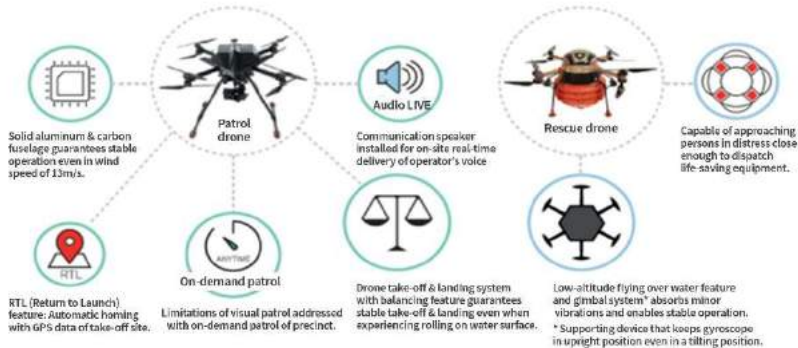 Patrol
drone
Audio LIVE
Rescue drone
Solid aluminum & carbon
fuselage guarantees stable
operation even in wind
speed of 13m/s.
Communication speaker
installed for on-site real-time
delivery of operator's voice
Capable of approaching
persons in distress close
enough to dispatch
life-saving equipment.
RTL
RTL (Return to Launch)
feature: Automatic homing
with GPS data of take-off site.
ANYTIME
On-demand patrol
Limitations of visual patrol addressed
with on-demand patrol of precinct.
Drone take-off & landing system
with balancing feature guarantees
stable take-off & landing even when
experiencing rolling on water surface.
Low-altitude flying over water feature
and gimbal system* absorbs minor
vibrations and enables stable operation.
* Supporting device that keeps gyroscope
in upright position even in a tilting position.